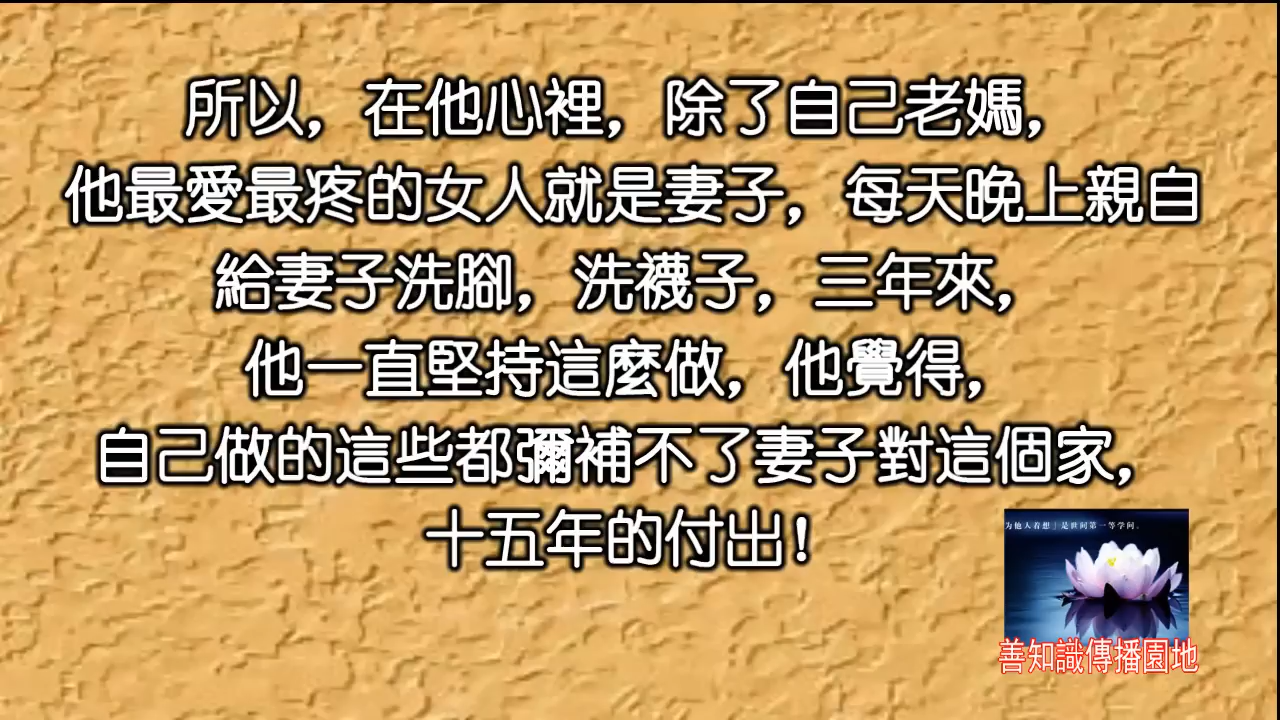 所以，在他心裡，除了自己老媽，
他最愛最疼的女人就是妻子，每天晚上親自
給妻子洗腳，洗襪子，三年來，
他一直堅持這麼做，他覺得，
自己做的這些都彌補不了妻子對這個家，
十五年的付出！
为他人着想」是世间第一等学问。
善知識傳播園地